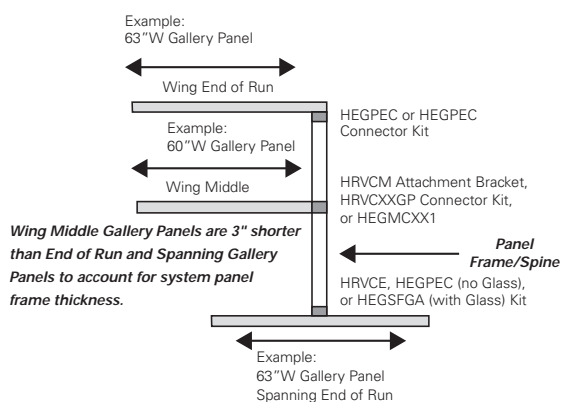 Example:
63"W Gallery Panel
Wing End of Run
HEGPEC or HEGPEC
Connector Kit
Example:
60"W Gallery Panel
Wing Middle
HRVCM Attachment Bracket,
HRVCXXGP Connector Kit,
or HEGMCXX1
Wing Middle Gallery Panels are 3" shorter
than End of Run and Spanning Gallery
Panels to account for system panel
frame thickness.
Panel
Frame/Spine
HRVCE, HEGPEC (no Glass),
or HEGSFGA (with Glass) Kit
Example:
63"W Gallery Panel
Spanning End of Run